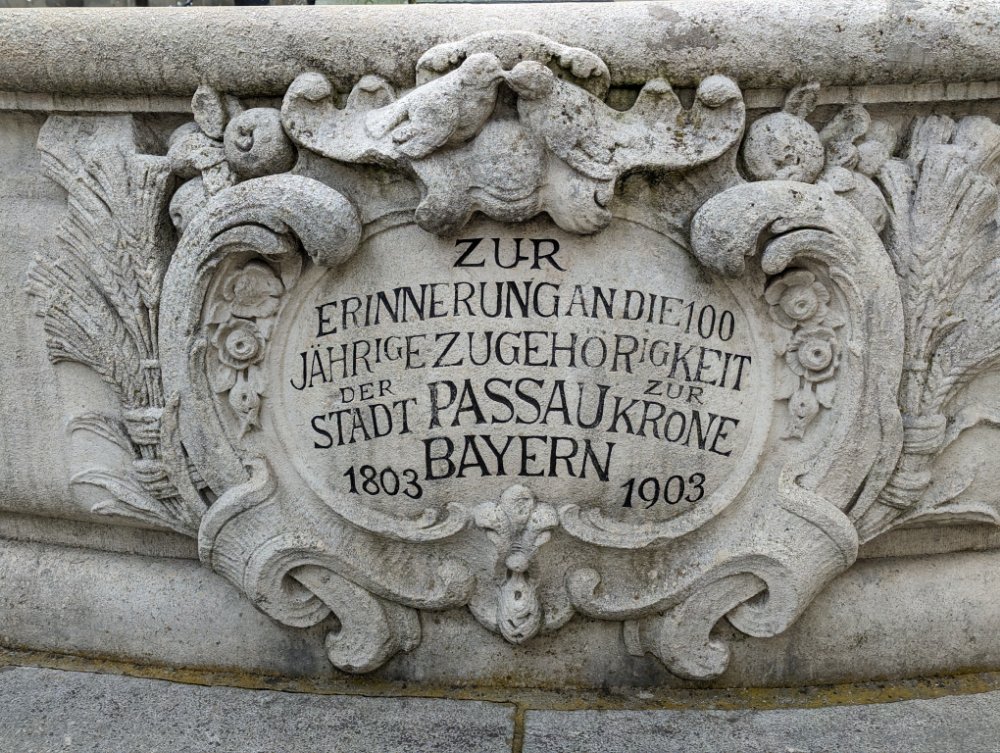 ZUR
ERINNERUNG AN DIE 100
JÄHRIGE ZUGEHÖRIGKEIT
DER STADT PASSAU ZUR KRONE
BAYERN
1803 1903